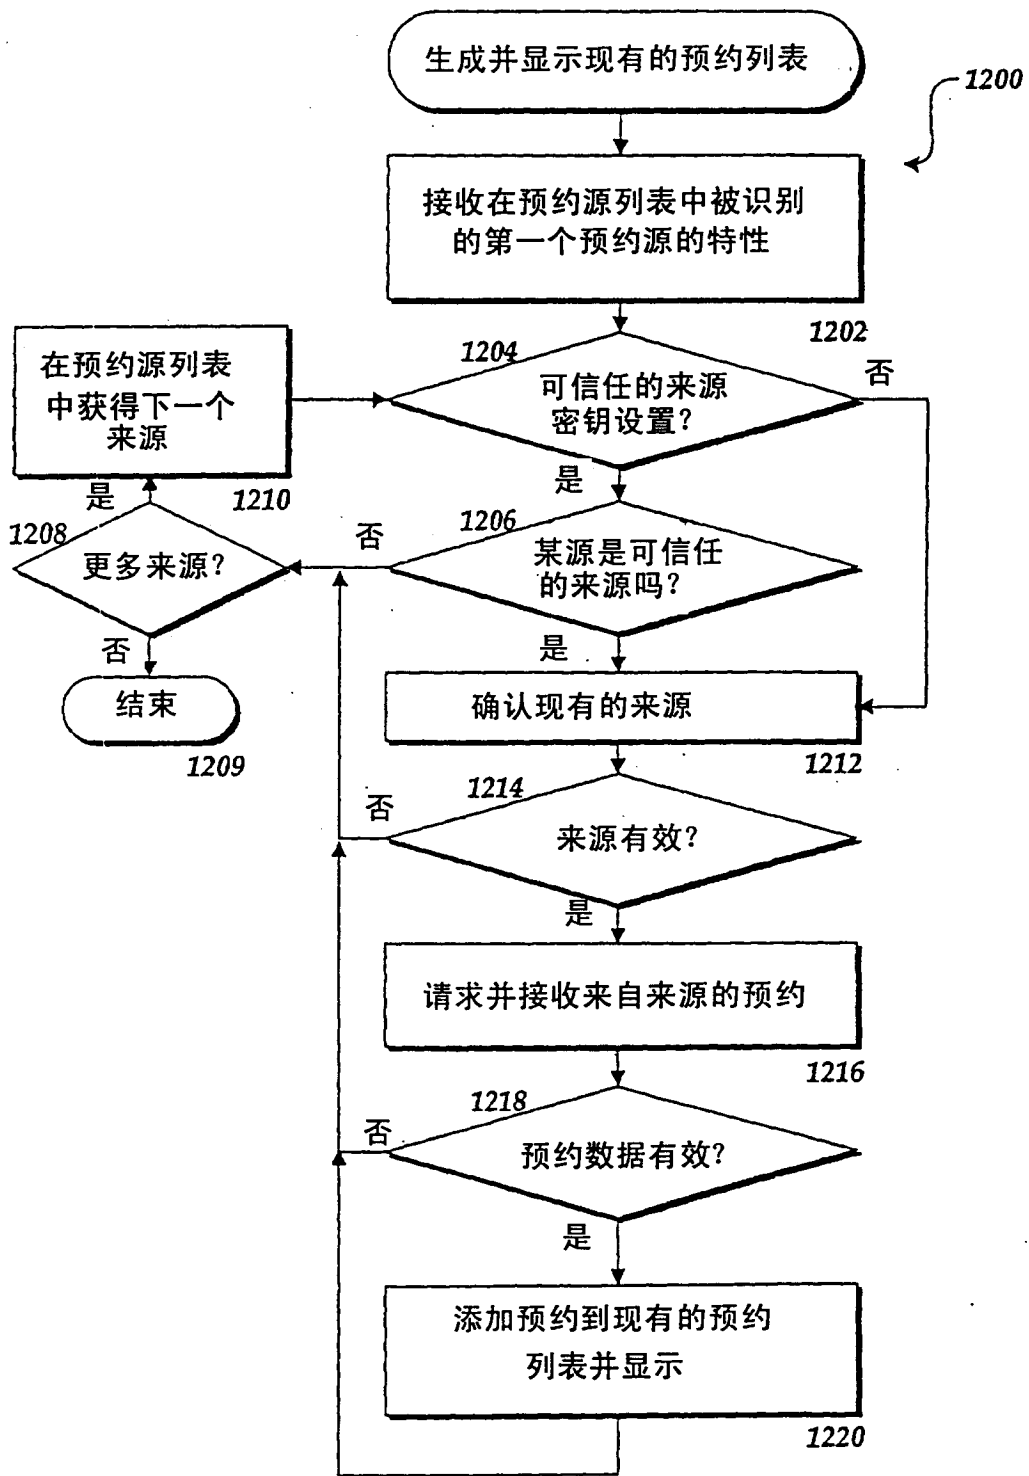 生成并显示现有的预约列表
1200
接收在预约源列表中被识别
的第一个预约源的特性
1202
在预约源列表
中获得下一个
来源
1210
1204
可信任的来源
密钥设置?
否
是
是
1208
更多来源?
否
1206
某源是可信任
的来源吗?
否
是
结束
1209
确认现有的来源
1212
1214
否
来源有效?
是
请求并接收来自来源的预约
1216
1218
否
预约数据有效?
是
添加预约到现有的预约
列表并显示
1220